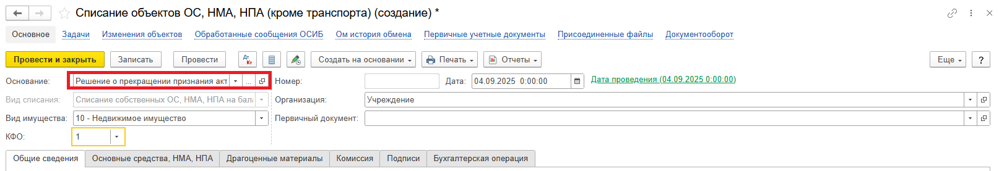 Списание объектов ОС, НМА, НПА (кроме транспорта) (создание) *
Основное Задачи Изменения объектов Обработанные сообщения ОСИБ Ом история обмена Первичные учетные документы Присоединенные файлы Документооборот
Провести и закрыть Записать Провести Дт Кт Создать на основании Печать Отчеты Еще ?
Основание: Решение о прекращении признания акт ... Номер: Дата: 04.09.2025 0:00:00 Дата проведения (04.09.2025 0:00:00)
Вид списания: Списание собственных ОС, НМА, НПА на бала Организация: Учреждение
Вид имущества: 10 - Недвижимое имущество Первичный документ:
КФО: 1
Общие сведения Основные средства, НМА, НПА Драгоценные материалы Комиссия Подписи Бухгалтерская операция